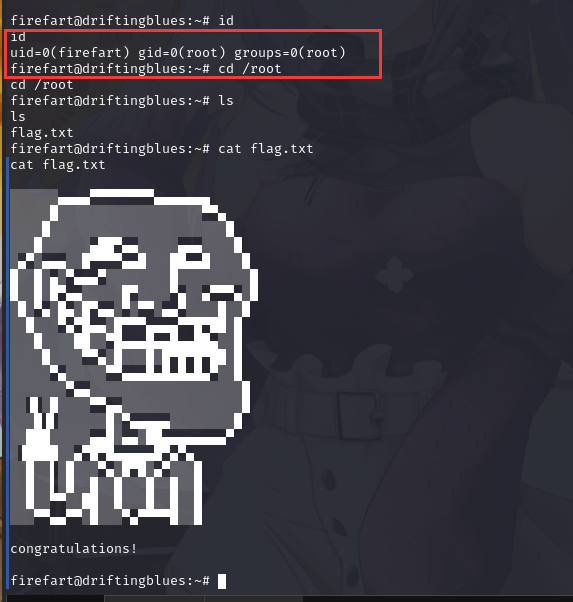 firefart@driftingblues:~# id
id
uid=0(firefart) gid=0(root) groups=0(root)
firefart@driftingblues:~# cd /root
cd /root
firefart@driftingblues:~# ls
ls
flag.txt
firefart@driftingblues:~# cat flag.txt
cat flag.txt
congratulations!
firefart@driftingblues:~#